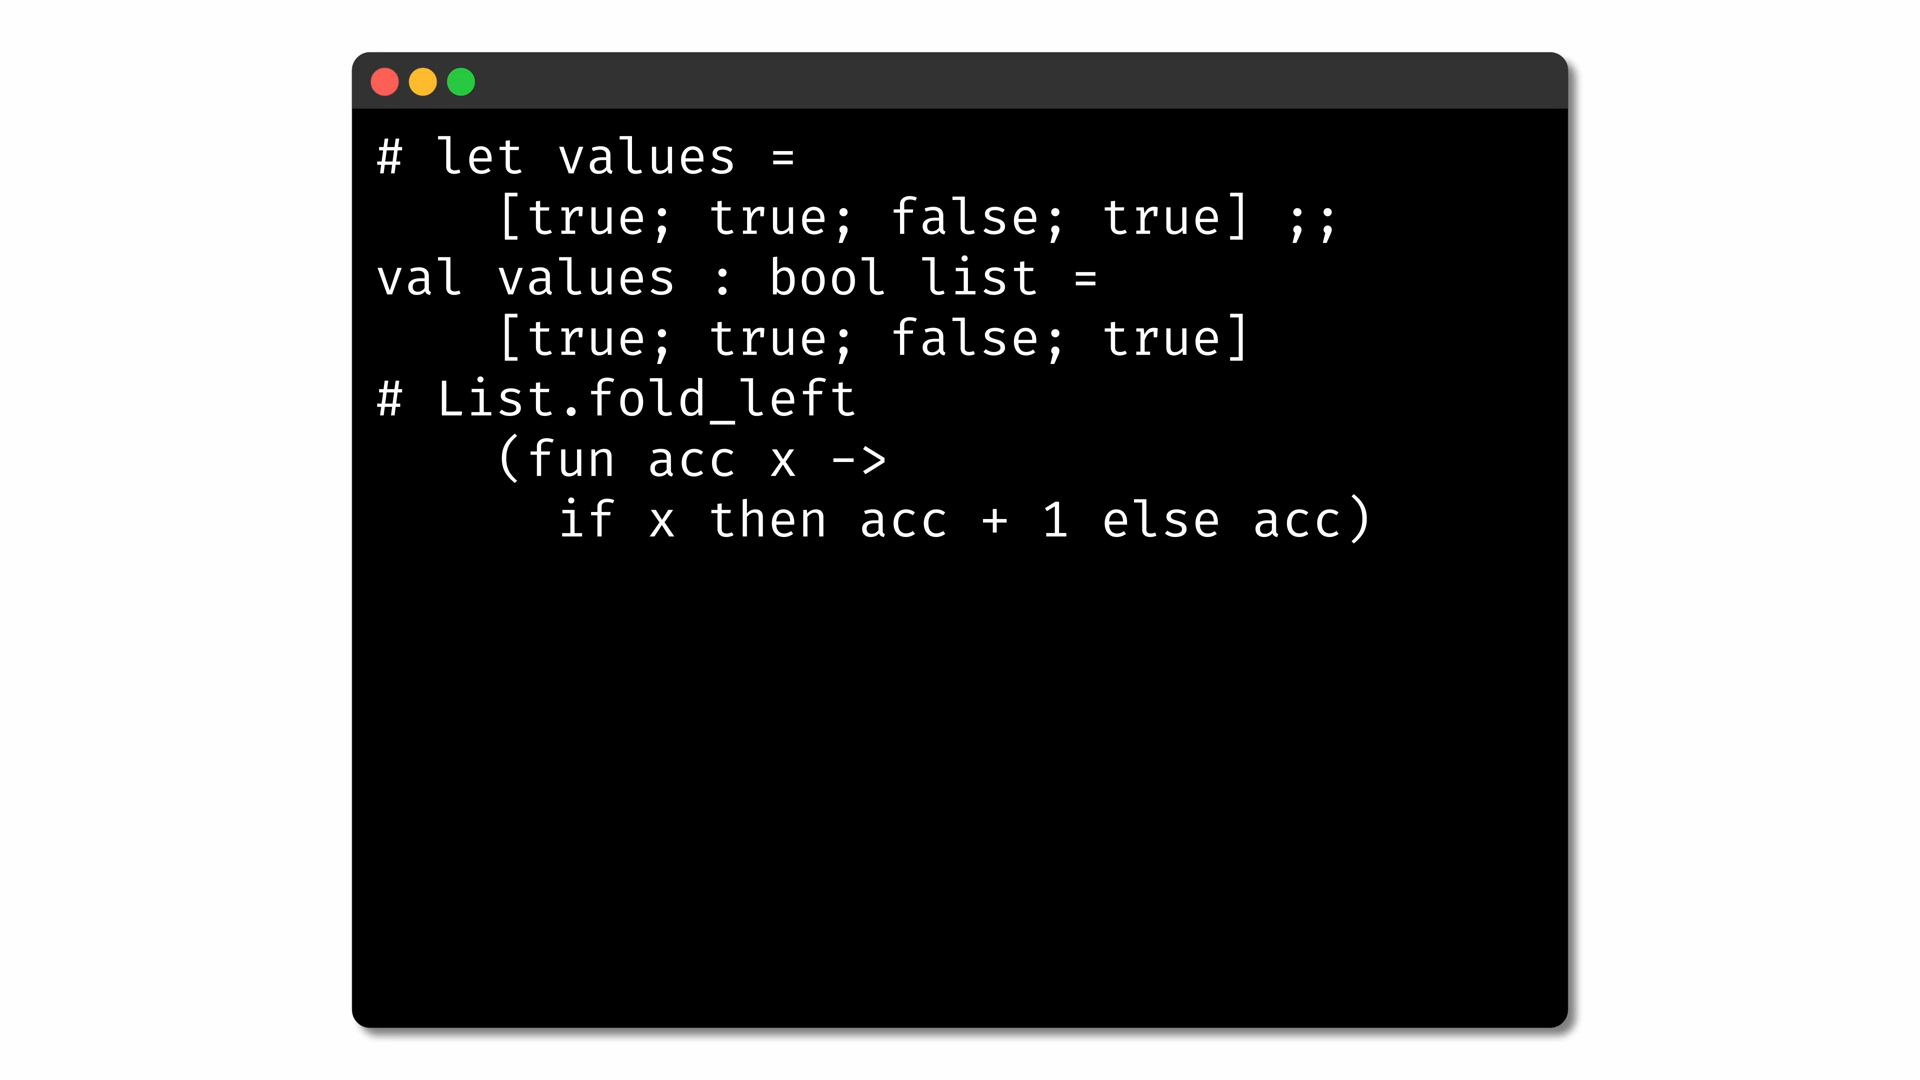 # let values =
    [true; true; false; true] ;;
val values : bool list =
    [true; true; false; true]
# List.fold_left
    (fun acc x ->
      if x then acc + 1 else acc)